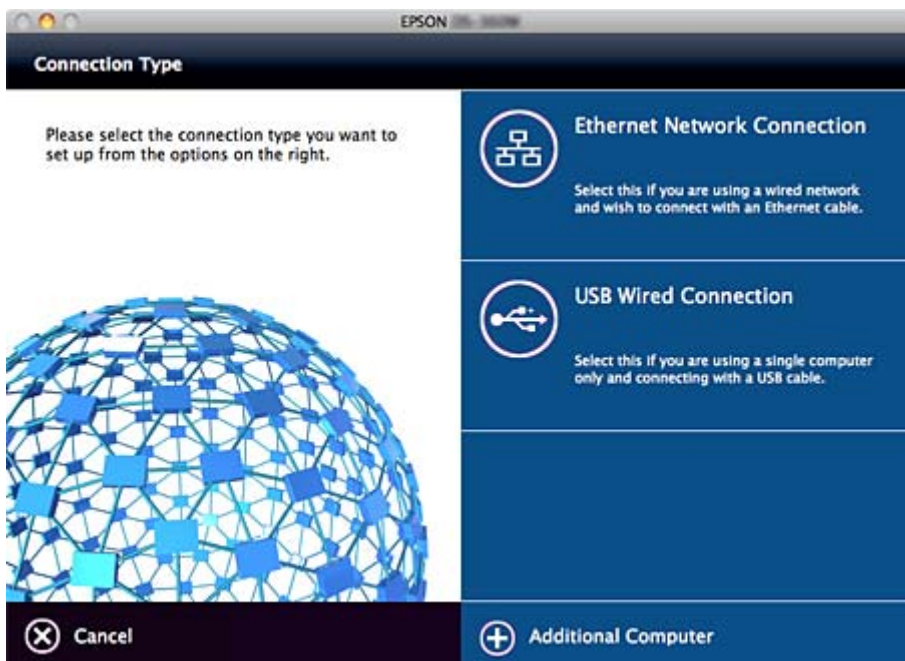 EPSON
Connection Type
Please select the connection type you want to
set up from the options on the right.
Ethernet Network Connection
Select this if you are using a wired network
and wish to connect with an Ethernet cable.
USB Wired Connection
Select this if you are using a single computer
only and connecting with a USB cable.
Cancel
Additional Computer